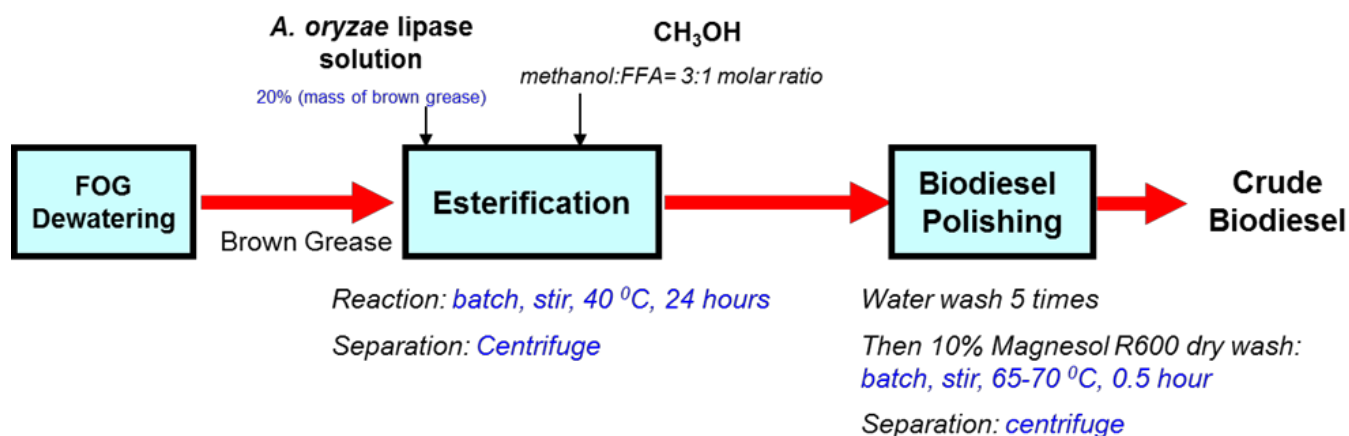 A. oryzae lipase
solution
20% (mass of brown grease)
CH₃OH
methanol:FFA= 3:1 molar ratio
FOG
Dewatering
Brown Grease
Esterification
Biodiesel
Polishing
Crude
Biodiesel
Reaction: batch, stir, 40 ⁰C, 24 hours
Separation: Centrifuge
Water wash 5 times
Then 10% Magnesol R600 dry wash:
batch, stir, 65-70 ⁰C, 0.5 hour
Separation: centrifuge